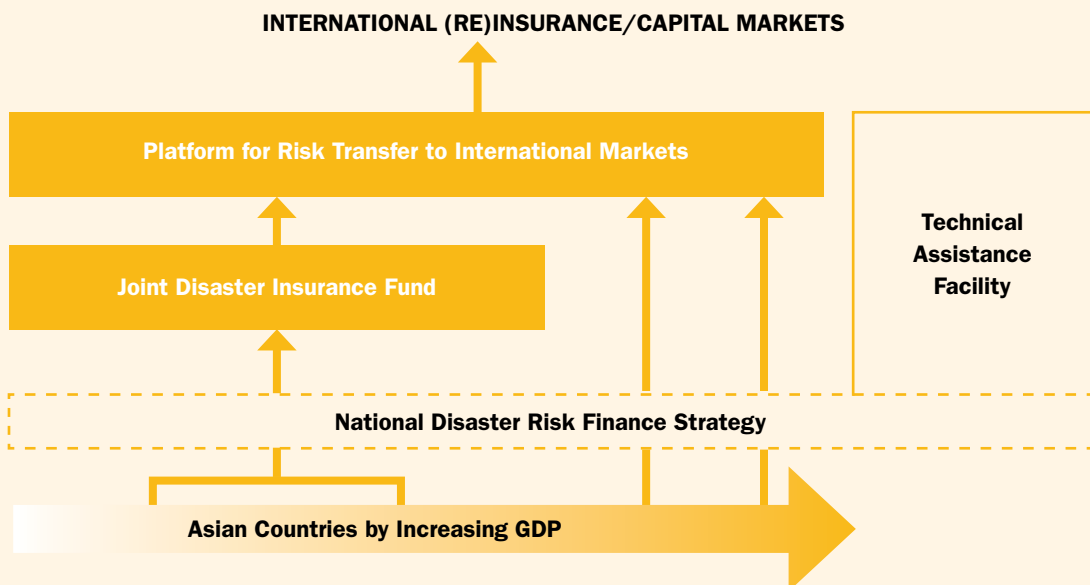 INTERNATIONAL (RE)INSURANCE/CAPITAL MARKETS
Platform for Risk Transfer to International Markets
Technical
Assistance
Facility
Joint Disaster Insurance Fund
National Disaster Risk Finance Strategy
Asian Countries by Increasing GDP